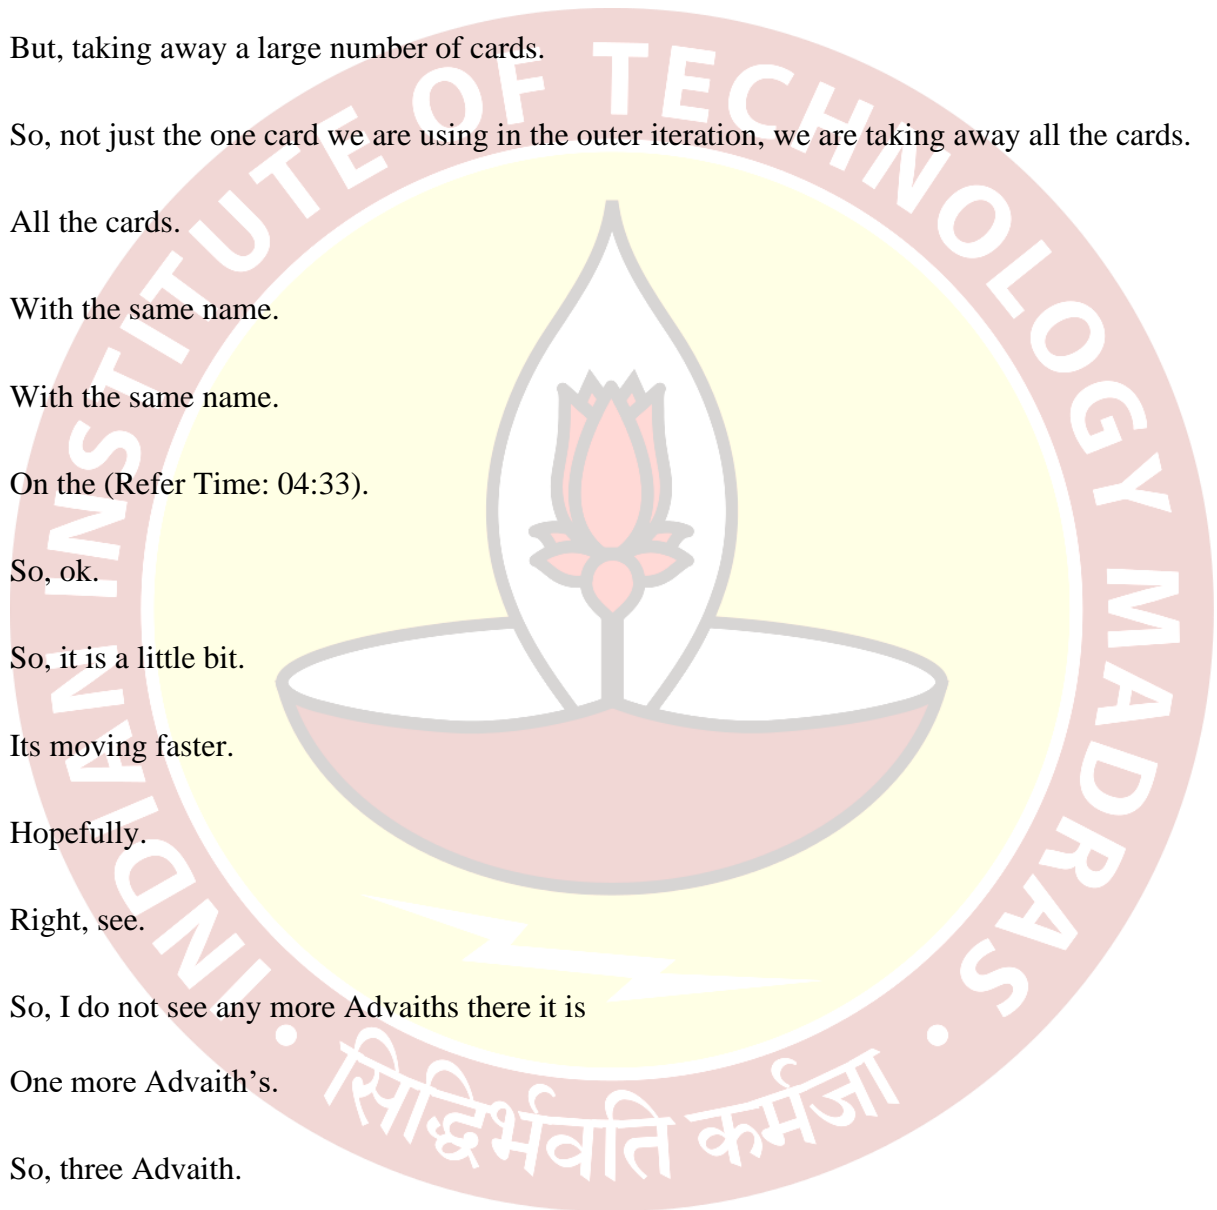 But, taking away a large number of cards.
So, not just the one card we are using in the outer iteration, we are taking away all the cards.
All the cards.
With the same name.
With the same name.
On the (Refer Time: 04:33).
So, ok.
So, it is a little bit.
Its moving faster.
Hopefully.
Right, see.
So, I do not see any more Advaiths there it is
One more Advaith’s.
So, three Advaith.
INDIAN INSTITUTE OF TECHNOLOGY MADRAS
सिद्धिर्भवति कर्मजा